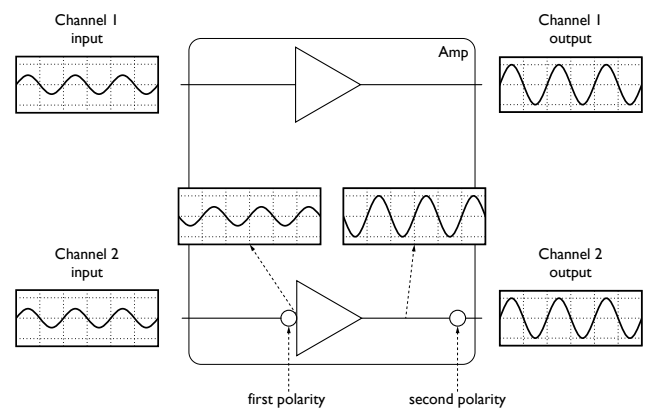 Channel 1
input
Channel 1
output
Amp
Channel 2
input
Channel 2
output
first polarity
second polarity